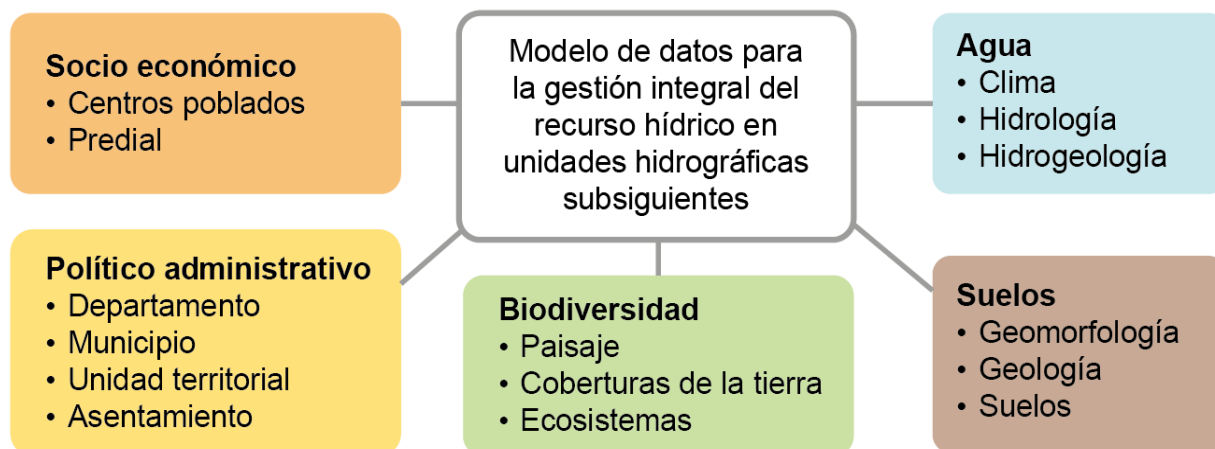 Socio económico
• Centros poblados
• Predial
Modelo de datos para
la gestión integral del
recurso hídrico en
unidades hidrográficas
subsiguientes
Agua
• Clima
• Hidrología
• Hidrogeología
Político administrativo
• Departamento
• Municipio
• Unidad territorial
• Asentamiento
Biodiversidad
• Paisaje
• Coberturas de la tierra
• Ecosistemas
Suelos
• Geomorfología
• Geología
• Suelos